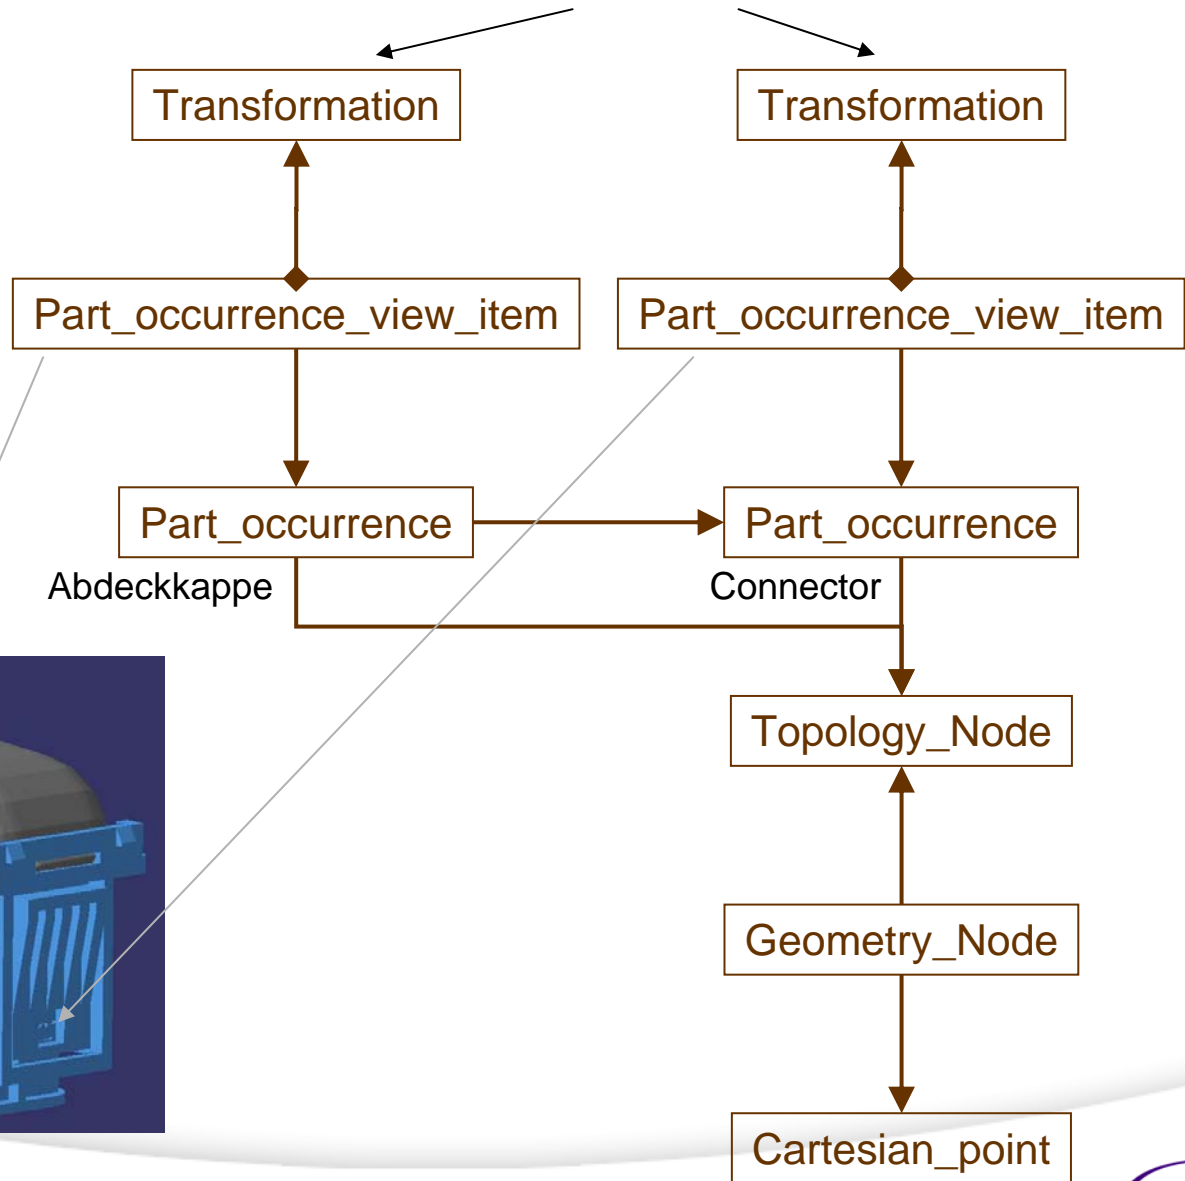 Transformation
Transformation
Part_occurrence_view_item
Part_occurrence_view_item
Part_occurrence
Part_occurrence
Abdeckkappe
Connector
Topology_Node
Geometry_Node
Cartesian_point